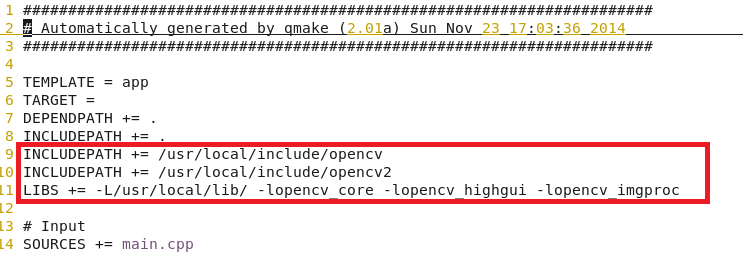 1 ######################################################################
2 # Automatically generated by qmake (2.01a) Sun Nov 23 17:03:36 2014
3 ######################################################################
4
5 TEMPLATE = app
6 TARGET =
7 DEPENDPATH += .
8 INCLUDEPATH += .
9 INCLUDEPATH += /usr/local/include/opencv
10 INCLUDEPATH += /usr/local/include/opencv2
11 LIBS += -L/usr/local/lib/ -lopencv_core -lopencv_highgui -lopencv_imgproc
12
13 # Input
14 SOURCES += main.cpp